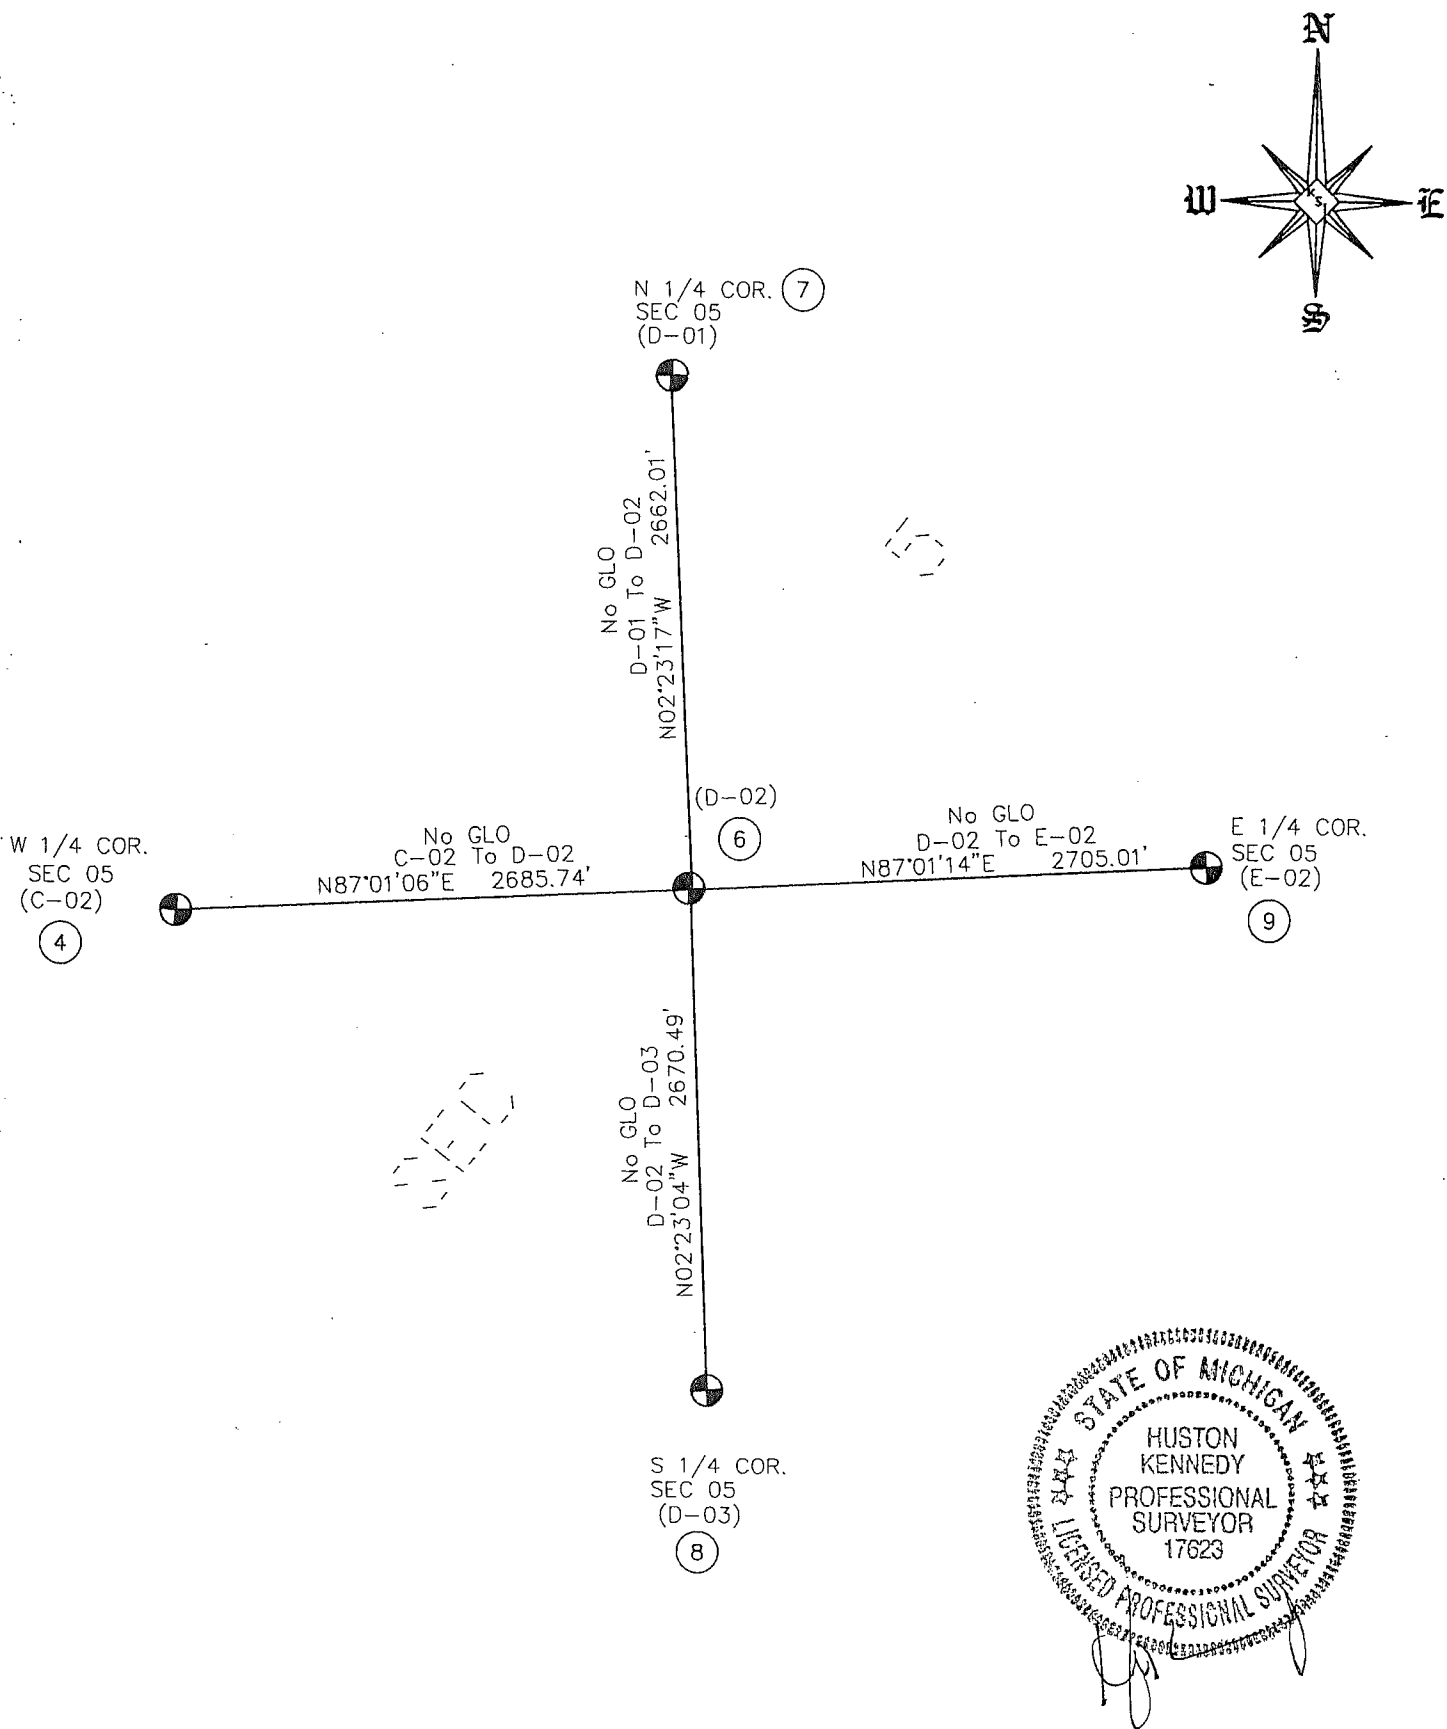 N
W
E
S
N 1/4 COR. 7
SEC 05
(D-01)
No GLO
D-01 To D-02
N02°23'17"W 2662.01'
5
(D-02)
6
W 1/4 COR.
SEC 05
(C-02)
4
No GLO
C-02 To D-02
N87°01'06"E 2685.74'
No GLO
D-02 To E-02
N87°01'14"E 2705.01'
E 1/4 COR.
SEC 05
(E-02)
9
No GLO
D-02 To D-03
N02°23'04"W 2670.49'
S 1/4 COR.
SEC 05
(D-03)
8
STATE OF MICHIGAN
HUSTON
KENNEDY
PROFESSIONAL
SURVEYOR
17623
LICENSED PROFESSIONAL SURVEYOR